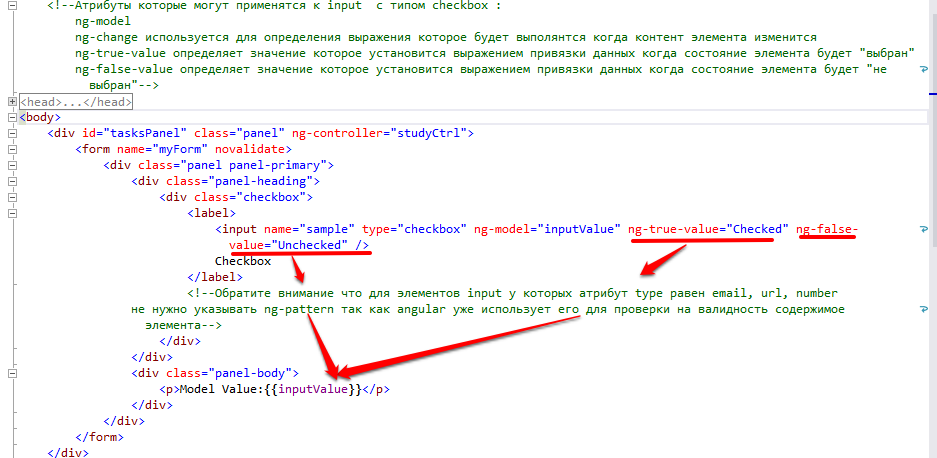 <!--Атрибуты которые могут применятся к input  с типом checkbox :
ng-model
ng-change используется для определения выражения которое будет выполянтся когда контент элемента изменится
ng-true-value определяет значение которое установится выражением привязки данных когда состояние элемента будет "выбран"
ng-false-value определяет значение которое установится выражением привязки данных когда состояние элемента будет "не
выбран"-->
<head>...</head>
<body>
<div id="tasksPanel" class="panel" ng-controller="studyCtrl">
<form name="myForm" novalidate>
<div class="panel panel-primary">
<div class="panel-heading">
<div class="checkbox">
<label>
<input name="sample" type="checkbox" ng-model="inputValue" ng-true-value="Checked" ng-false-
value="Unchecked" />
Checkbox
</label>
<!--Обратите внимание что для элементов input у которых атрибут type равен email, url, number
не нужно указывать ng-pattern так как angular уже использует его для проверки на валидность содержимое
элемента-->
</div>
</div>
<div class="panel-body">
<p>Model Value:{{inputValue}}</p>
</div>
</div>
</form>
</div>